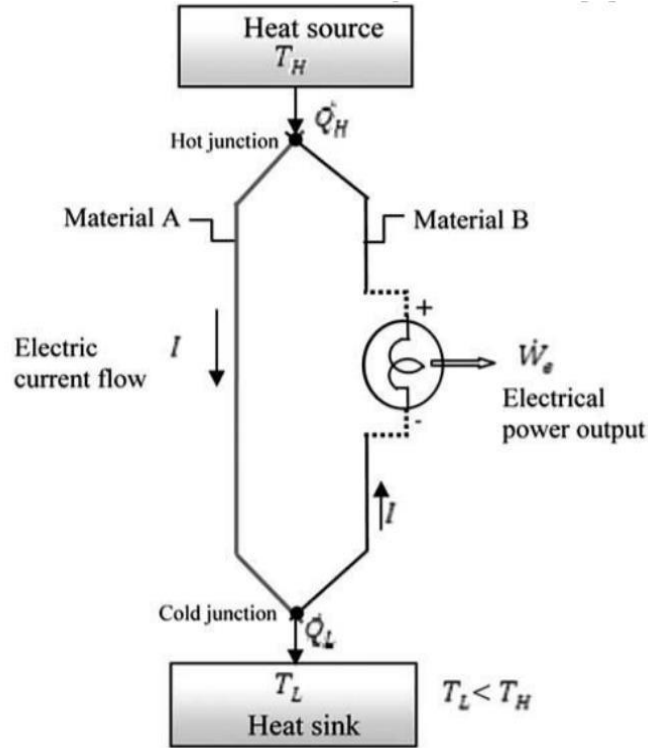 Heat source
T_H
Q̇_H
Hot junction
Material A
Material B
+
Electric
current flow
I
Ẇ_e
Electrical
power output
-
I
Cold junction
Q̇_L
T_L
Heat sink
T_L < T_H